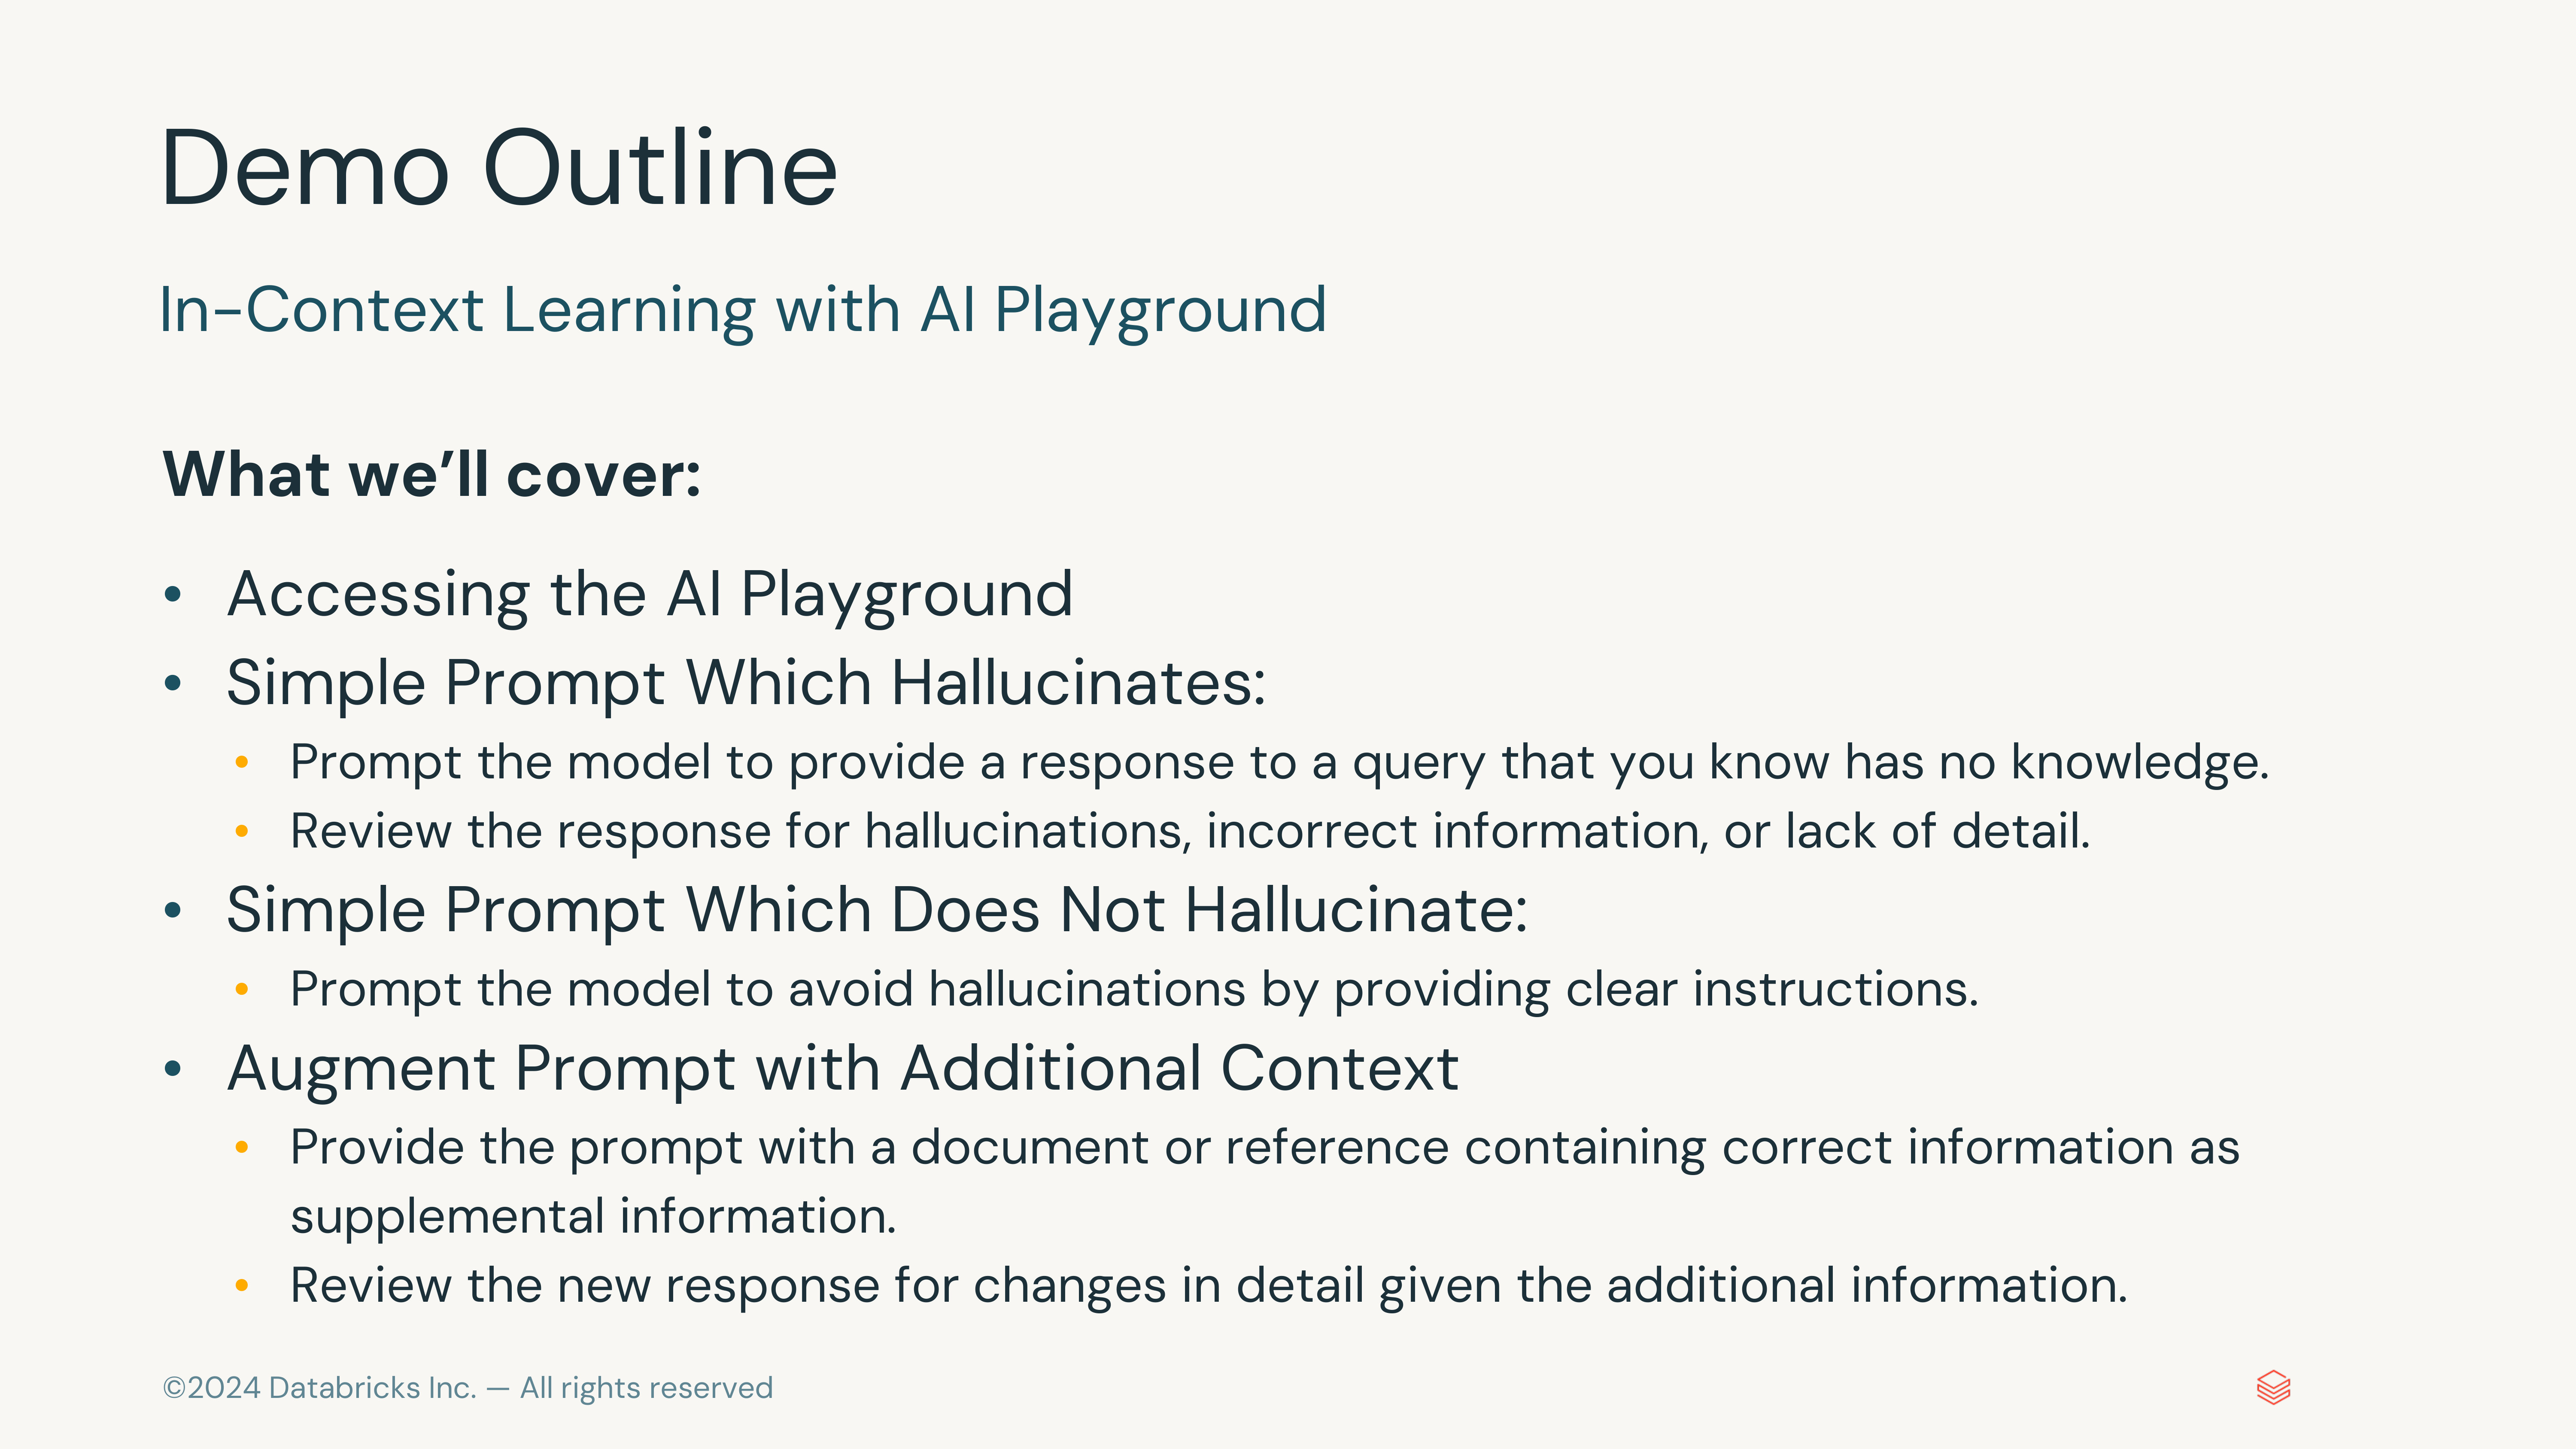 Demo Outline
In-Context Learning with AI Playground
What we’ll cover:
• Accessing the AI Playground
• Simple Prompt Which Hallucinates:
• Prompt the model to provide a response to a query that you know has no knowledge.
• Review the response for hallucinations, incorrect information, or lack of detail.
• Simple Prompt Which Does Not Hallucinate:
• Prompt the model to avoid hallucinations by providing clear instructions.
• Augment Prompt with Additional Context
• Provide the prompt with a document or reference containing correct information as
supplemental information.
• Review the new response for changes in detail given the additional information.
©2024 Databricks Inc. — All rights reserved